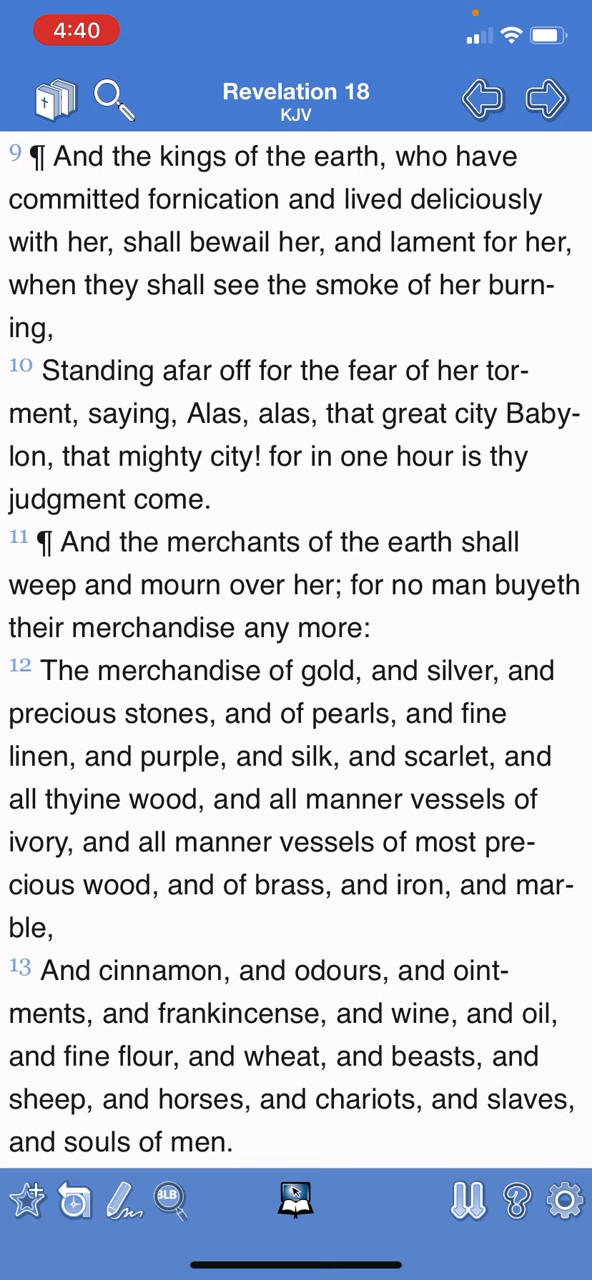 4:40
Revelation 18
KJV
9 ¶ And the kings of the earth, who have
committed fornication and lived deliciously
with her, shall bewail her, and lament for her,
when they shall see the smoke of her burn-
ing,
10 Standing afar off for the fear of her tor-
ment, saying, Alas, alas, that great city Baby-
lon, that mighty city! for in one hour is thy
judgment come.
11 ¶ And the merchants of the earth shall
weep and mourn over her; for no man buyeth
their merchandise any more:
12 The merchandise of gold, and silver, and
precious stones, and of pearls, and fine
linen, and purple, and silk, and scarlet, and
all thyine wood, and all manner vessels of
ivory, and all manner vessels of most pre-
cious wood, and of brass, and iron, and mar-
ble,
13 And cinnamon, and odours, and oint-
ments, and frankincense, and wine, and oil,
and fine flour, and wheat, and beasts, and
sheep, and horses, and chariots, and slaves,
and souls of men.
BLB